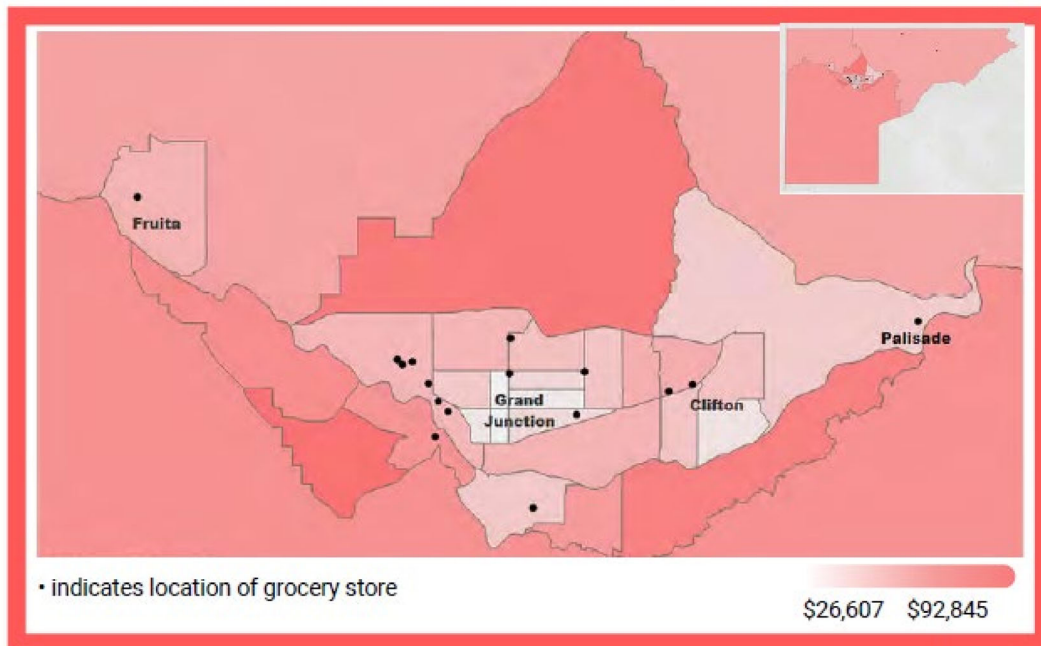 Fruita
Palisade
Grand
Clifton
Junction
• indicates location of grocery store
$26,607 $92,845